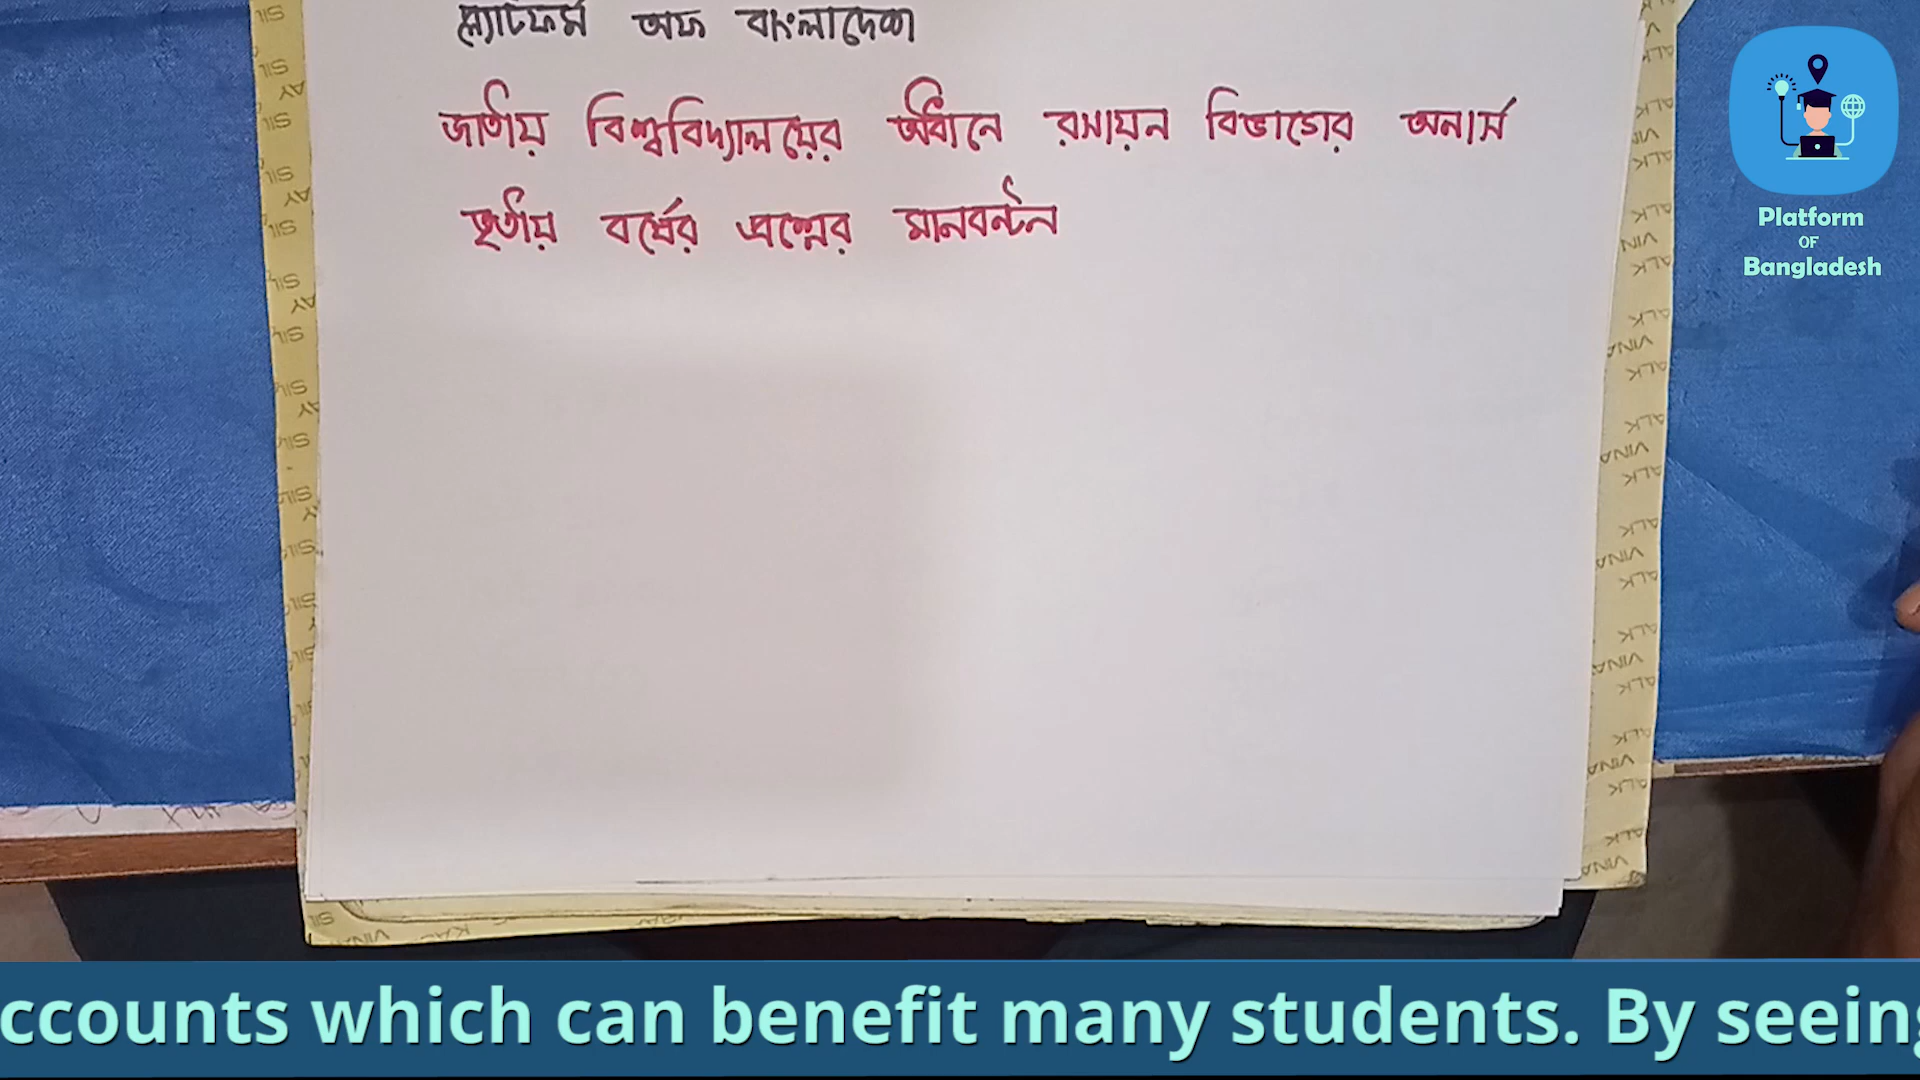 প্ল্যাটফর্ম অফ বাংলাদেশ
জাতীয় বিশ্ববিদ্যালয়ের অধীনে রসায়ন বিভাগের অনার্স
তৃতীয় বর্ষের প্রশ্নের মানবন্টন
Platform
OF
Bangladesh
ccounts which can benefit many students. By seeing